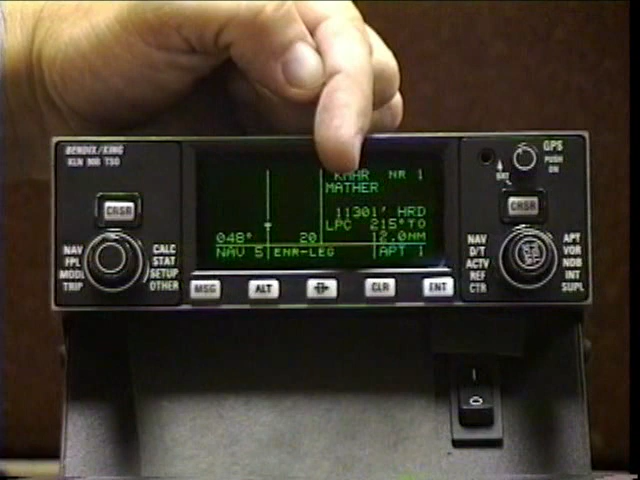 BENDIX/KING
KLN 90B TSO
CRSR
NAV
FPL
MODE
TRIP
CALC
STAT
SETUP
OTHER
KMHR NR 1
MATHER
11301' HRD
LPC 215°TO
048° 20 12.0NM
NAV 5 ENR-LEG APT 1
MSG ALT CLR ENT
GPS
PUSH
ON
BRT
CRSR
NAV
D/T
ACTV
REF
CTR
APT
VOR
NDB
INT
SUPL